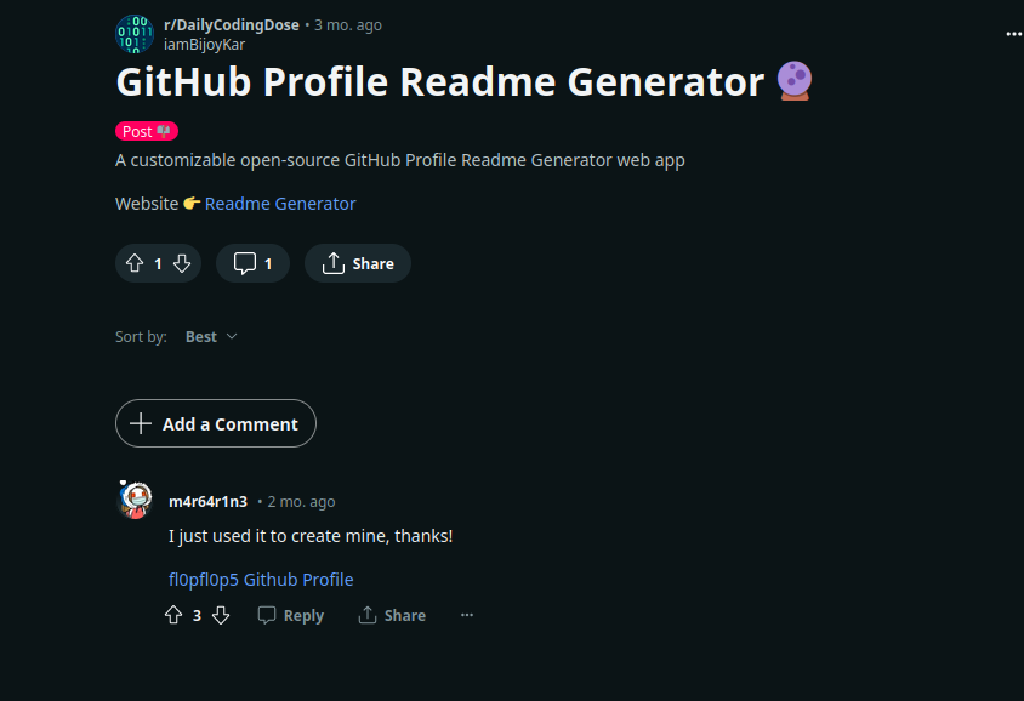 r/DailyCodingDose • 3 mo. ago
iamBijoyKar
GitHub Profile Readme Generator 🔮
Post
A customizable open-source GitHub Profile Readme Generator web app
Website 👉 Readme Generator
1 1 Share
Sort by: Best
Add a Comment
m4r64r1n3 • 2 mo. ago
I just used it to create mine, thanks!
fl0pfl0p5 Github Profile
3 Reply Share